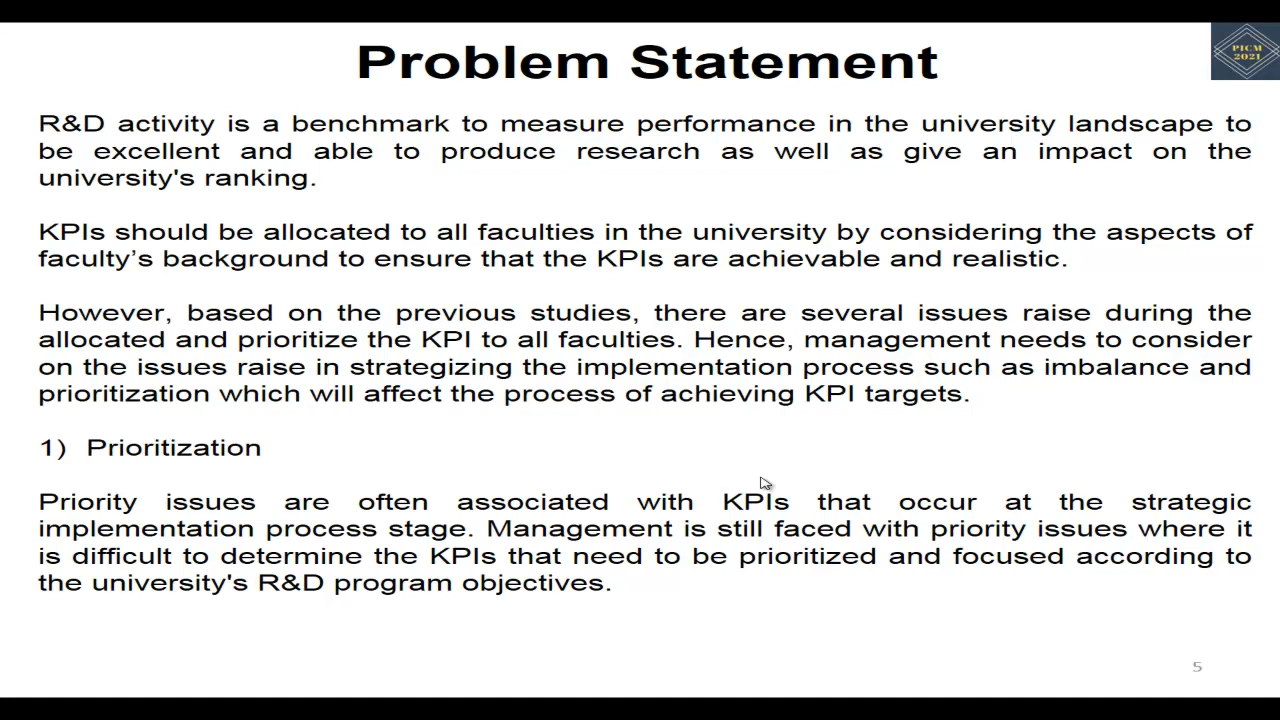 Problem Statement
PICM
2021
R&D activity is a benchmark to measure performance in the university landscape to
be excellent and able to produce research as well as give an impact on the
university's ranking.
KPIs should be allocated to all faculties in the university by considering the aspects of
faculty’s background to ensure that the KPIs are achievable and realistic.
However, based on the previous studies, there are several issues raise during the
allocated and prioritize the KPI to all faculties. Hence, management needs to consider
on the issues raise in strategizing the implementation process such as imbalance and
prioritization which will affect the process of achieving KPI targets.
1) Prioritization
Priority issues are often associated with KPIs that occur at the strategic
implementation process stage. Management is still faced with priority issues where it
is difficult to determine the KPIs that need to be prioritized and focused according to
the university's R&D program objectives.
5